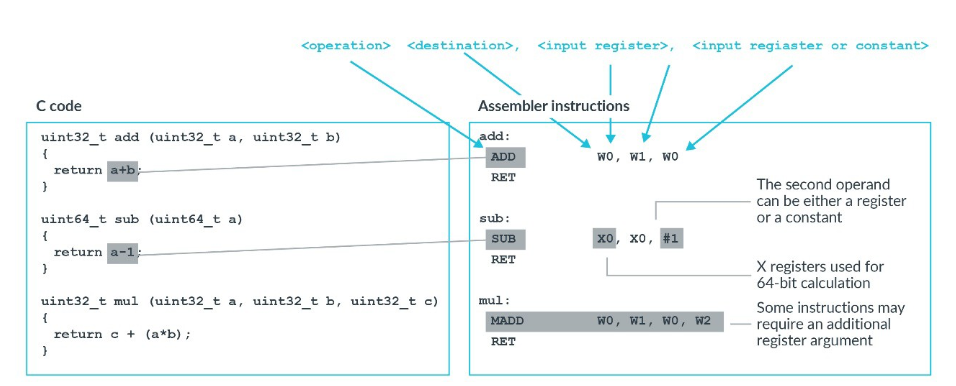 <operation> <destination>, <input register>, <input regiaster or constant>
C code
uint32_t add (uint32_t a, uint32_t b)
{
return a+b;
}
uint64_t sub (uint64_t a)
{
return a-1;
}
uint32_t mul (uint32_t a, uint32_t b, uint32_t c)
{
return c + (a*b);
}
Assembler instructions
add:
ADD W0, W1, W0
RET
sub:
SUB X0, X0, #1
RET
mul:
MADD W0, W1, W0, W2
RET
The second operand
can be either a register
or a constant
X registers used for
64-bit calculation
Some instructions may
require an additional
register argument